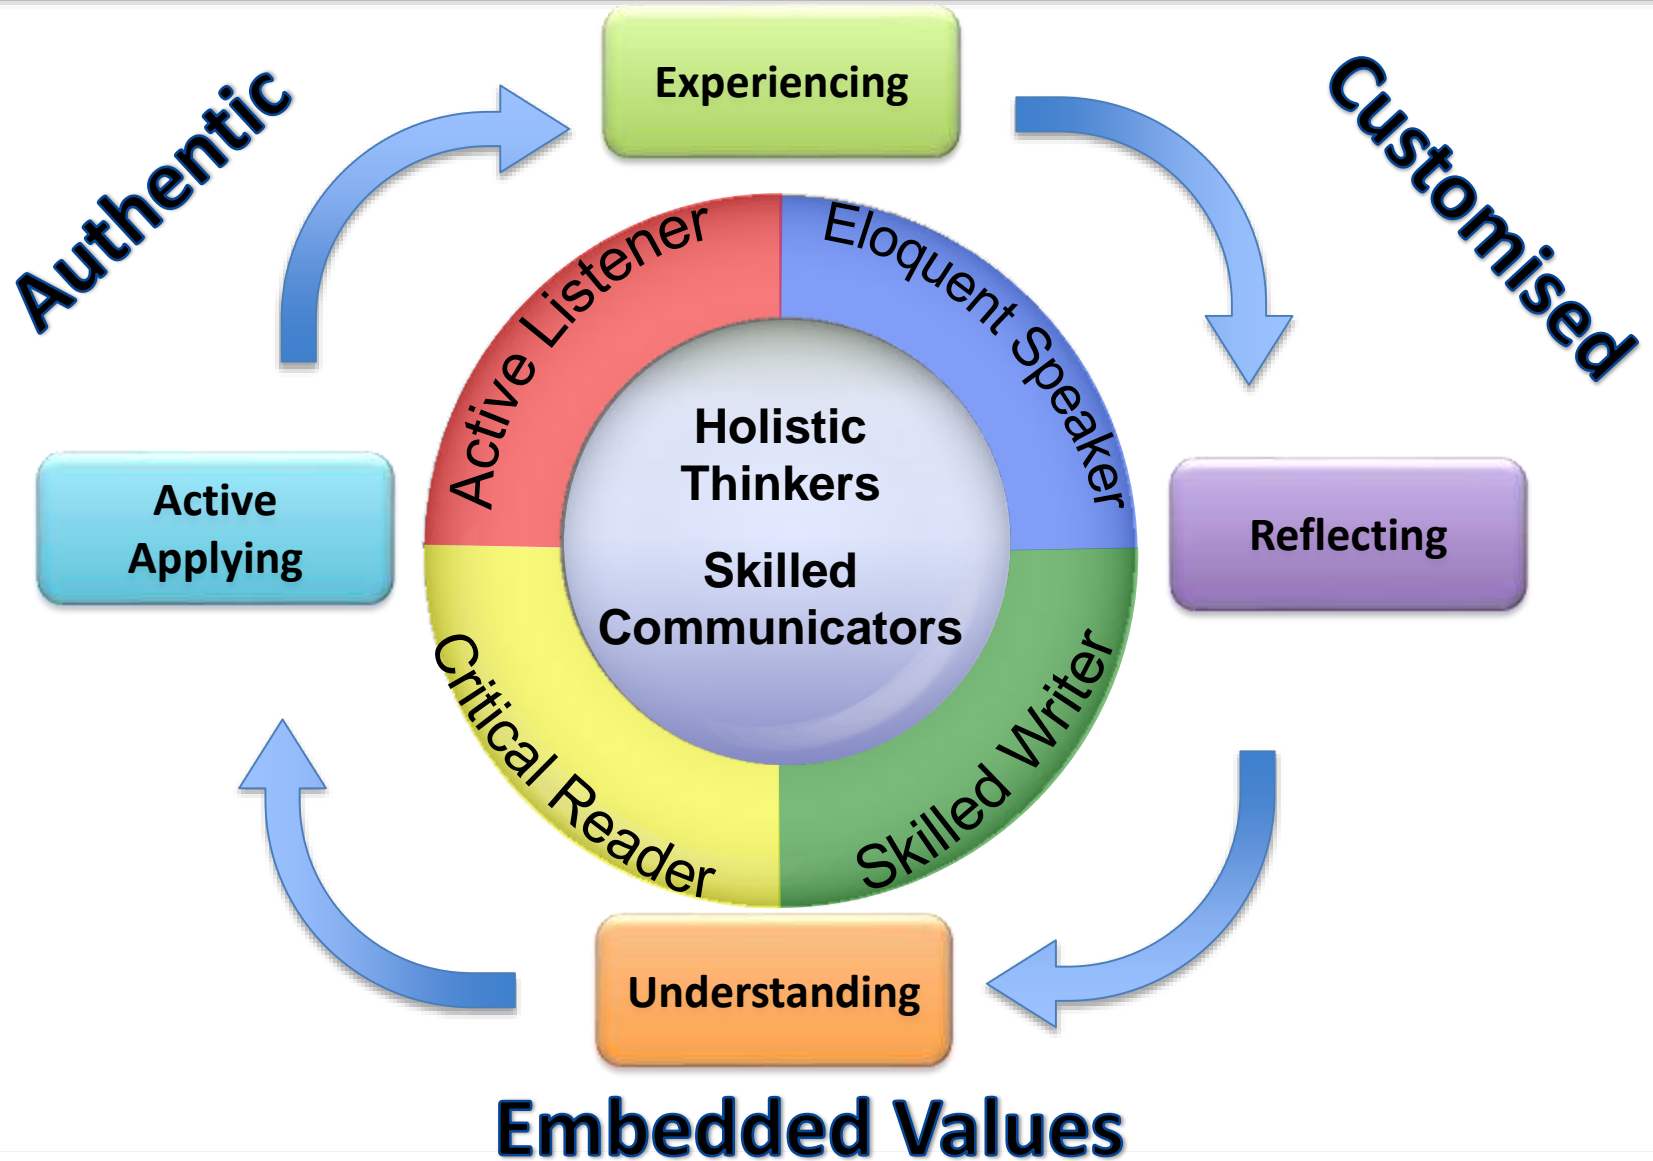 Experiencing
Authentic
Customised
Active Listener
Eloquent Speaker
Holistic
Thinkers
Skilled
Communicators
Active
Applying
Reflecting
Critical Reader
Skilled Writer
Understanding
Embedded Values